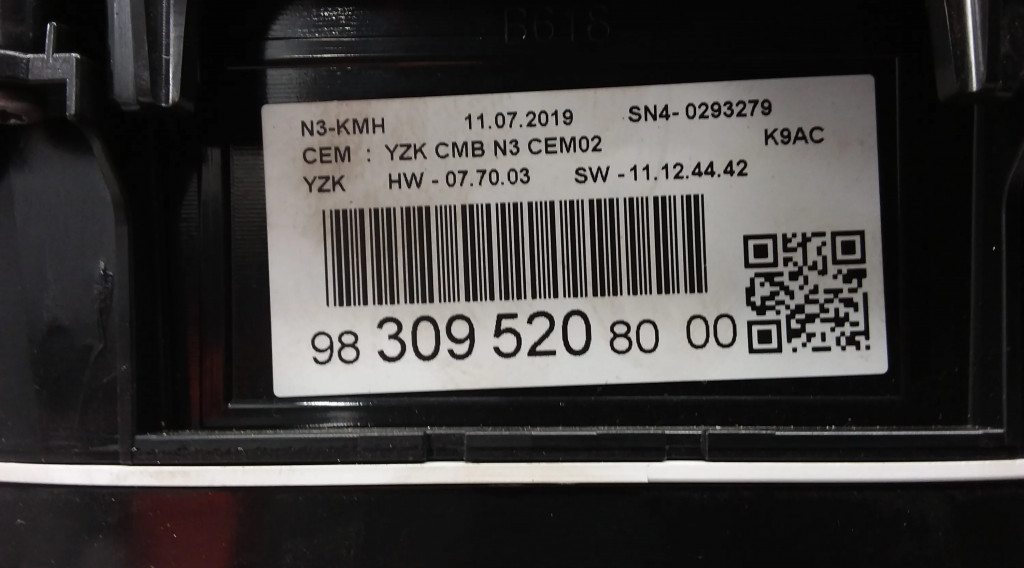 N3-KMH 11.07.2019 SN4- 0293279
CEM : YZK CMB N3 CEM02 K9AC
YZK HW - 07.70.03 SW -11.12.44.42
98 309 520 80 00